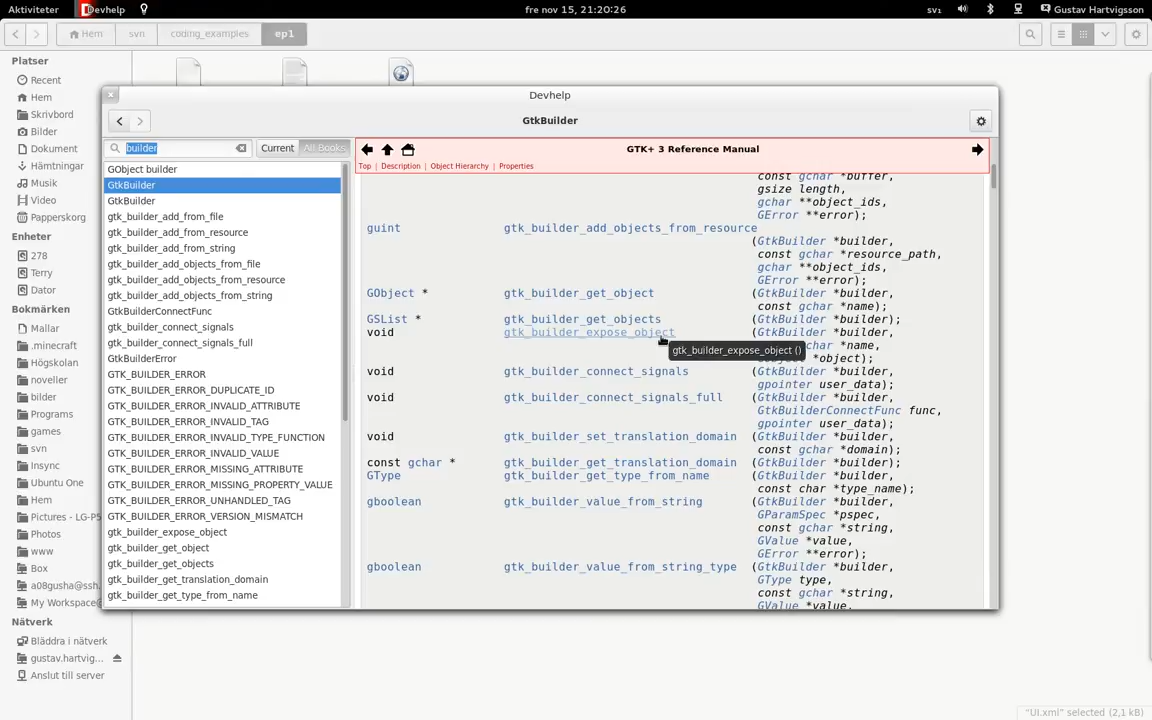 Aktiviteter Devhelp fre nov 15, 21:20:26 sv₁ Gustav Hartvigsson
Hem svn coding_examples ep1
Platser
Recent
Hem
Skrivbord
Bilder
Dokument
Hämtningar
Musik
Video
Papperskorg
Enheter
278
Terry
Dator
Bokmärken
Mallar
.minecraft
Högskolan
noveller
bilder
Programs
games
svn
Insync
Ubuntu One
Hem
Pictures - LG-P5
Photos
www
Box
a08gusha@ssh.
My Workspace@
Nätverk
Bläddra i nätverk
gustav.hartvig...
Anslut till server
Devhelp
GtkBuilder
builder Current All Books
GObject builder
GtkBuilder
GtkBuilder
gtk_builder_add_from_file
gtk_builder_add_from_resource
gtk_builder_add_from_string
gtk_builder_add_objects_from_file
gtk_builder_add_objects_from_resource
gtk_builder_add_objects_from_string
GtkBuilderConnectFunc
gtk_builder_connect_signals
gtk_builder_connect_signals_full
GtkBuilderError
GTK_BUILDER_ERROR
GTK_BUILDER_ERROR_DUPLICATE_ID
GTK_BUILDER_ERROR_INVALID_ATTRIBUTE
GTK_BUILDER_ERROR_INVALID_TAG
GTK_BUILDER_ERROR_INVALID_TYPE_FUNCTION
GTK_BUILDER_ERROR_INVALID_VALUE
GTK_BUILDER_ERROR_MISSING_ATTRIBUTE
GTK_BUILDER_ERROR_MISSING_PROPERTY_VALUE
GTK_BUILDER_ERROR_UNHANDLED_TAG
GTK_BUILDER_ERROR_VERSION_MISMATCH
gtk_builder_expose_object
gtk_builder_get_object
gtk_builder_get_objects
gtk_builder_get_translation_domain
gtk_builder_get_type_from_name
GTK+ 3 Reference Manual
Top | Description | Object Hierarchy | Properties
const gchar *buffer,
gsize length,
gchar **object_ids,
GError **error);
guint gtk_builder_add_objects_from_resource
(GtkBuilder *builder,
const gchar *resource_path,
gchar **object_ids,
GError **error);
GObject * gtk_builder_get_object (GtkBuilder *builder,
const gchar *name);
GSList * gtk_builder_get_objects (GtkBuilder *builder);
void gtk_builder_expose_object (GtkBuilder *builder,
char *name,
gtk_builder_expose_object () *object);
void gtk_builder_connect_signals (GtkBuilder *builder,
gpointer user_data);
void gtk_builder_connect_signals_full (GtkBuilder *builder,
GtkBuilderConnectFunc func,
gpointer user_data);
void gtk_builder_set_translation_domain (GtkBuilder *builder,
const gchar *domain);
const gchar * gtk_builder_get_translation_domain (GtkBuilder *builder);
GType gtk_builder_get_type_from_name (GtkBuilder *builder,
const char *type_name);
gboolean gtk_builder_value_from_string (GtkBuilder *builder,
GParamSpec *pspec,
const gchar *string,
GValue *value,
GError **error);
gboolean gtk_builder_value_from_string_type (GtkBuilder *builder,
GType type,
const gchar *string,
GValue *value,
"UI.xml" selected (2,1 kB)